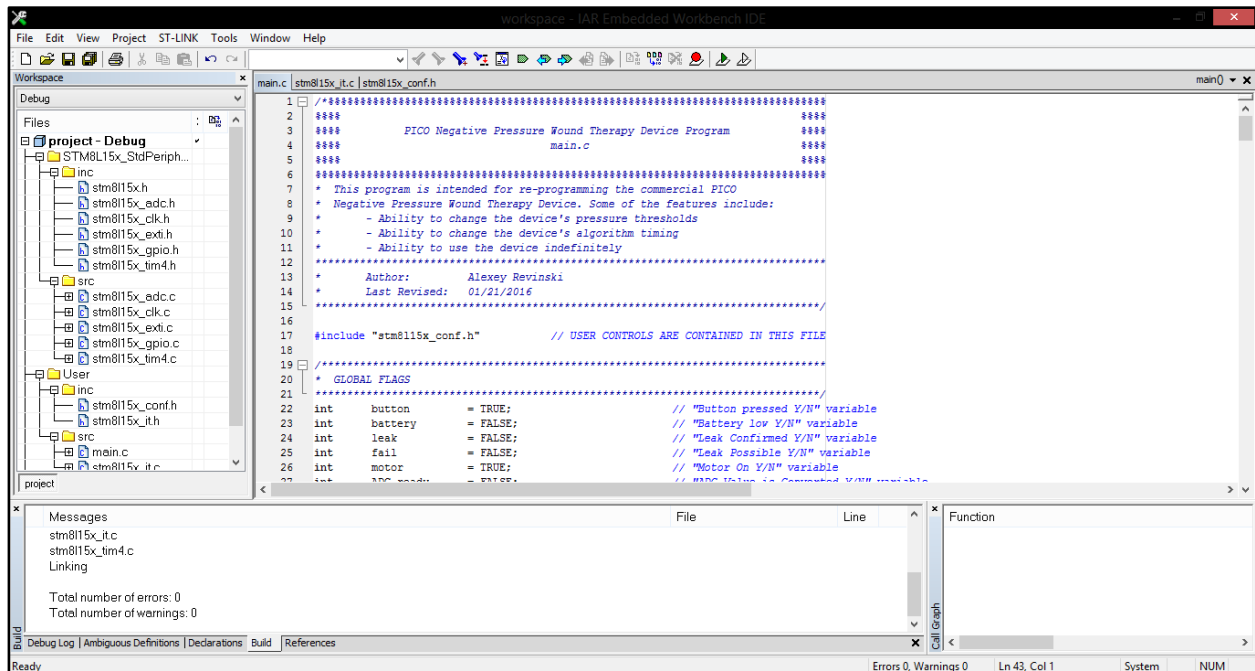 workspace - IAR Embedded Workbench IDE
File Edit View Project ST-LINK Tools Window Help
Workspace
Debug
Files
project - Debug
STM8L15x_StdPeriph...
inc
stm8l15x.h
stm8l15x_adc.h
stm8l15x_clk.h
stm8l15x_exti.h
stm8l15x_gpio.h
stm8l15x_tim4.h
src
stm8l15x_adc.c
stm8l15x_clk.c
stm8l15x_exti.c
stm8l15x_gpio.c
stm8l15x_tim4.c
User
inc
stm8l15x_conf.h
stm8l15x_it.h
src
main.c
stm8l15x_it.c
project
main.c stm8l15x_it.c stm8l15x_conf.h main()
1 /*##############################################################################
2 #### ####
3 #### PICO Negative Pressure Wound Therapy Device Program ####
4 #### main.c ####
5 #### ####
6 ################################################################################
7 * This program is intended for re-programming the commercial PICO
8 * Negative Pressure Wound Therapy Device. Some of the features include:
9 * - Ability to change the device's pressure thresholds
10 * - Ability to change the device's algorithm timing
11 * - Ability to use the device indefinitely
12 ********************************************************************************
13 * Author: Alexey Revinski
14 * Last Revised: 01/21/2016
15 *******************************************************************************/
16
17 #include "stm8l15x_conf.h" // USER CONTROLS ARE CONTAINED IN THIS FILE
18
19 /*******************************************************************************
20 * GLOBAL FLAGS
21 *******************************************************************************/
22 int button = TRUE; // "Button pressed Y/N" variable
23 int battery = FALSE; // "Battery low Y/N" variable
24 int leak = FALSE; // "Leak Confirmed Y/N" variable
25 int fail = FALSE; // "Leak Possible Y/N" variable
26 int motor = TRUE; // "Motor On Y/N" variable
27 int ADC_ready = FALSE; // "ADC Value is Converted Y/N" variable
Messages File Line
stm8l15x_it.c
stm8l15x_tim4.c
Linking
Total number of errors: 0
Total number of warnings: 0
Build
Debug Log Ambiguous Definitions Declarations Build References
Function
Call Graph
Ready Errors 0, Warnings 0 Ln 43, Col 1 System NUM